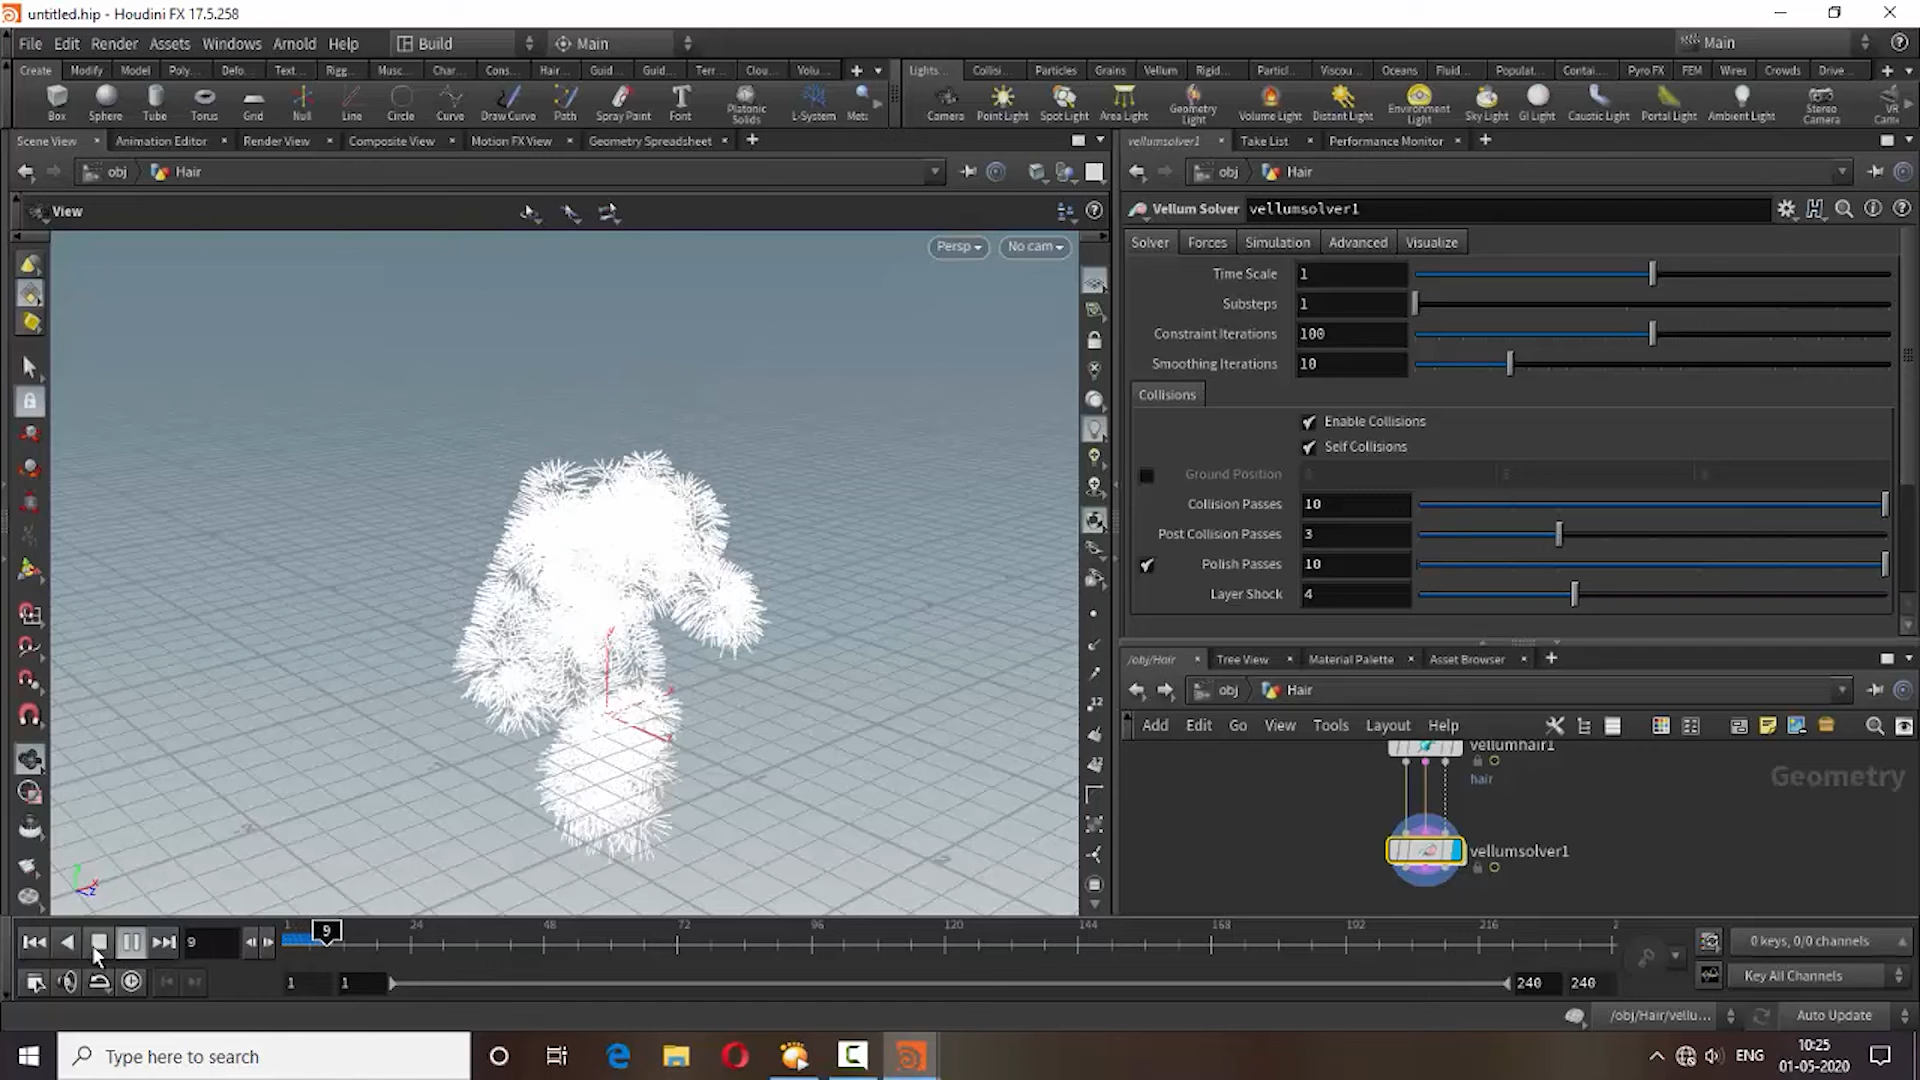 untitled.hip - Houdini FX 17.5.258
File Edit Render Assets Windows Arnold Help Build Main Main
Create Modify Model Poly... Defo... Text... Rigg... Musc... Char... Cons... Hair... Guid... Guid... Terr... Clou... Volu...
Lights... Collisi... Particles Grains Vellum Rigid... Particl... Viscou... Oceans Fluid... Populat... Contai... Pyro FX FEM Wires Crowds Drive...
Box Sphere Tube Torus Grid Null Line Circle Curve Draw Curve Path Spray Paint Font Platonic Solids L-System Meta
Camera Point Light Spot Light Area Light Geometry Light Volume Light Distant Light Environment Light Sky Light GI Light Caustic Light Portal Light Ambient Light Stereo Camera VR Cam
Scene View Animation Editor Render View Composite View Motion FX View Geometry Spreadsheet
vellumsolver1 Take List Performance Monitor
obj Hair
obj Hair
View
Persp No cam
Vellum Solver vellumsolver1
Solver Forces Simulation Advanced Visualize
Time Scale 1
Substeps 1
Constraint Iterations 100
Smoothing Iterations 10
Collisions
Enable Collisions
Self Collisions
Ground Position
Collision Passes 10
Post Collision Passes 3
Polish Passes 10
Layer Shock 4
/obj/Hair Tree View Material Palette Asset Browser
obj Hair
Add Edit Go View Tools Layout Help
vellumhair1
hair
Geometry
vellumsolver1
9 1 9 24 48 72 96 120 144 168 192 216 2
0 keys, 0/0 channels
1 1 240 240 Key All Channels
/obj/Hair/vellu... Auto Update
Type here to search
ENG 10:25
01-05-2020